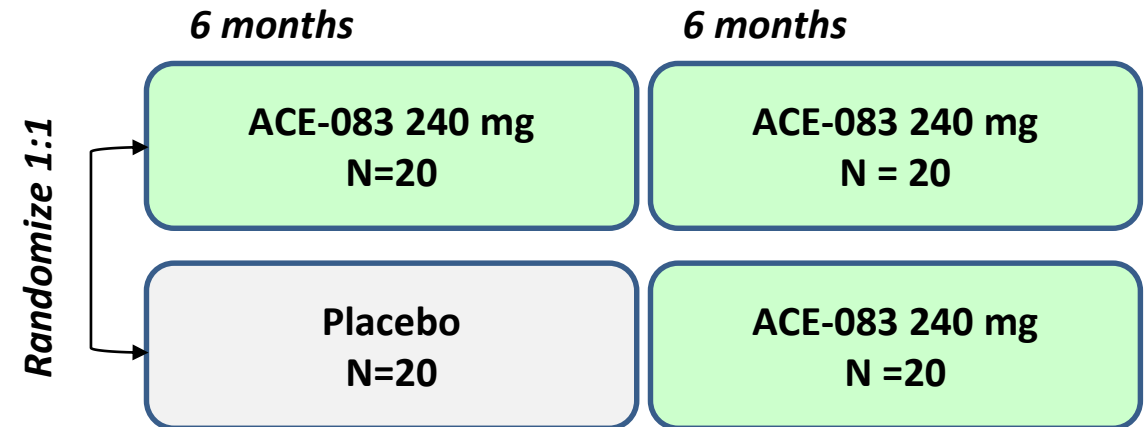 6 months
6 months
Randomize 1:1
ACE-083 240 mg
N=20
ACE-083 240 mg
N = 20
Placebo
N=20
ACE-083 240 mg
N =20